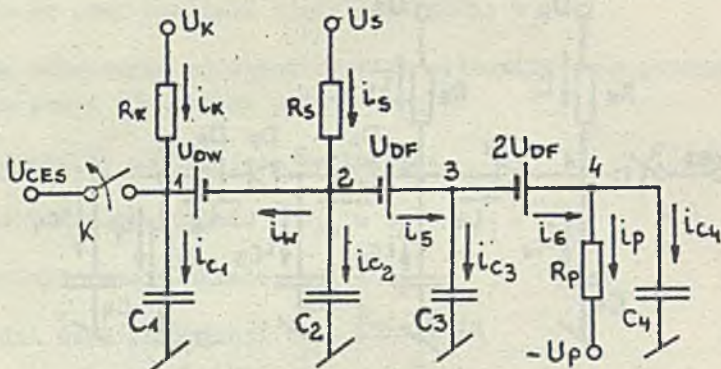 UK US
RK iK RS iS
UCES UDW UDF 2UDF
K 1 2 3 4
iW i5 i6
iC1 iC2 iC3 iP iC4
RP
C1 C2 C3 C4
-UP